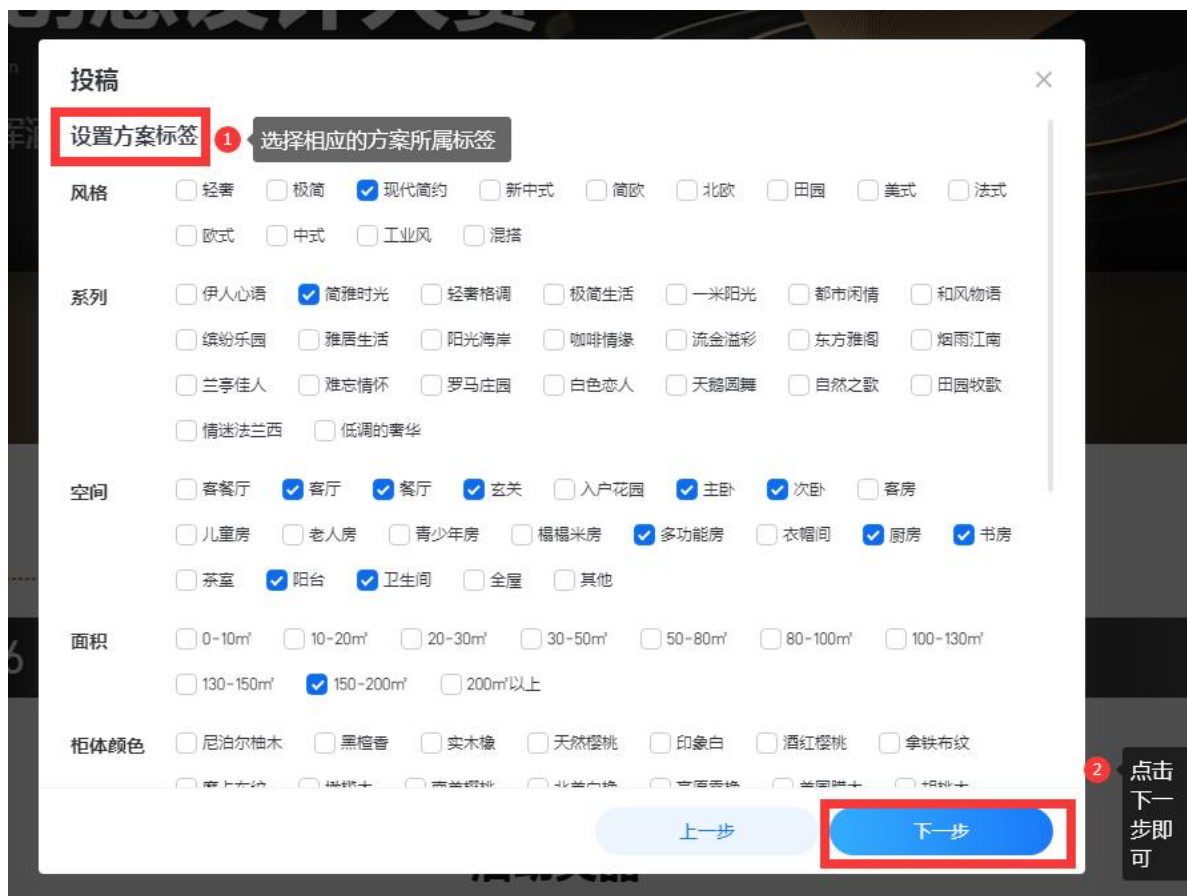 创意设计大赛
投稿
设置方案标签 1 选择相应的方案所属标签
风格 轻奢 极简 现代简约 新中式 简欧 北欧 田园 美式 法式
欧式 中式 工业风 混搭
系列 伊人心语 简雅时光 轻奢格调 极简生活 一米阳光 都市闲情 和风物语
缤纷乐园 雅居生活 阳光海岸 咖啡情缘 流金溢彩 东方雅阁 烟雨江南
兰亭佳人 难忘情怀 罗马庄园 白色恋人 天鹅圆舞 自然之歌 田园牧歌
情迷法兰西 低调的奢华
空间 客餐厅 客厅 餐厅 玄关 入户花园 主卧 次卧 客房
儿童房 老人房 青少年房 榻榻米房 多功能房 衣帽间 厨房 书房
茶室 阳台 卫生间 全屋 其他
面积 0-10㎡ 10-20㎡ 20-30㎡ 30-50㎡ 50-80㎡ 80-100㎡ 100-130㎡
130-150㎡ 150-200㎡ 200㎡以上
柜体颜色 尼泊尔柚木 黑檀香 实木橡 天然樱桃 印象白 酒红樱桃 拿铁布纹
上一步 下一步
2 点击
下一
步即
可